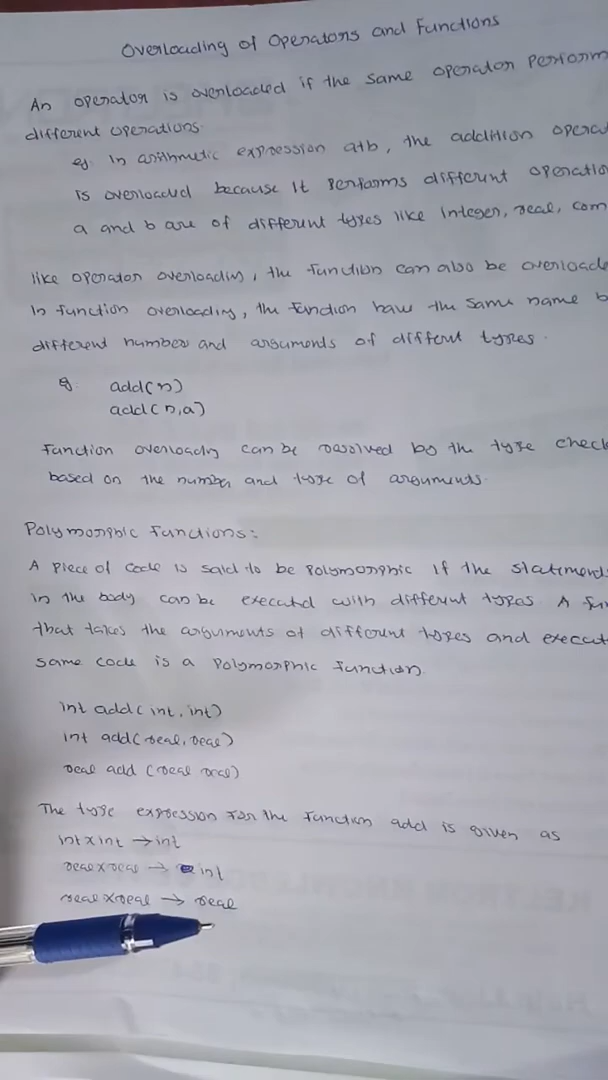 Overloading of Operators and Functions
An operator is overloaded if the same operator perform
different operations.
eg. In arithmetic expression a+b, the addition opera
is overloaded because it performs different operatio
a and b are of different types like integer, real, com
like operator overloading, the function can also be overloade
In function overloading, the function have the same name b
different number and arguments of different types.
eg. add(n)
add(n,a)
function overloading can be resolved by the type check
based on the number and type of arguments.
Polymorphic functions:
A piece of code is said to be polymorphic if the statements
in the body can be executed with different types. A fun
that takes the arguments of different types and execut
same code is a polymorphic function.
int add(int, int)
int add(real, real)
real add (real real)
The type expression for the function add is given as
int x int → int
real x real → int
real x real → real